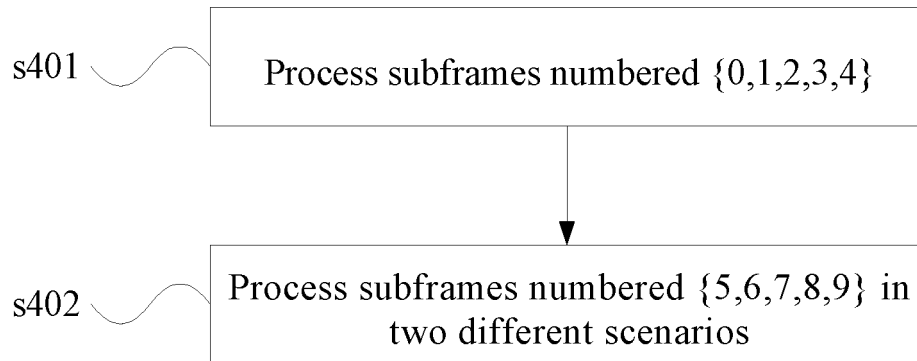 s401
Process subframes numbered {0,1,2,3,4}
s402
Process subframes numbered {5,6,7,8,9} in
two different scenarios